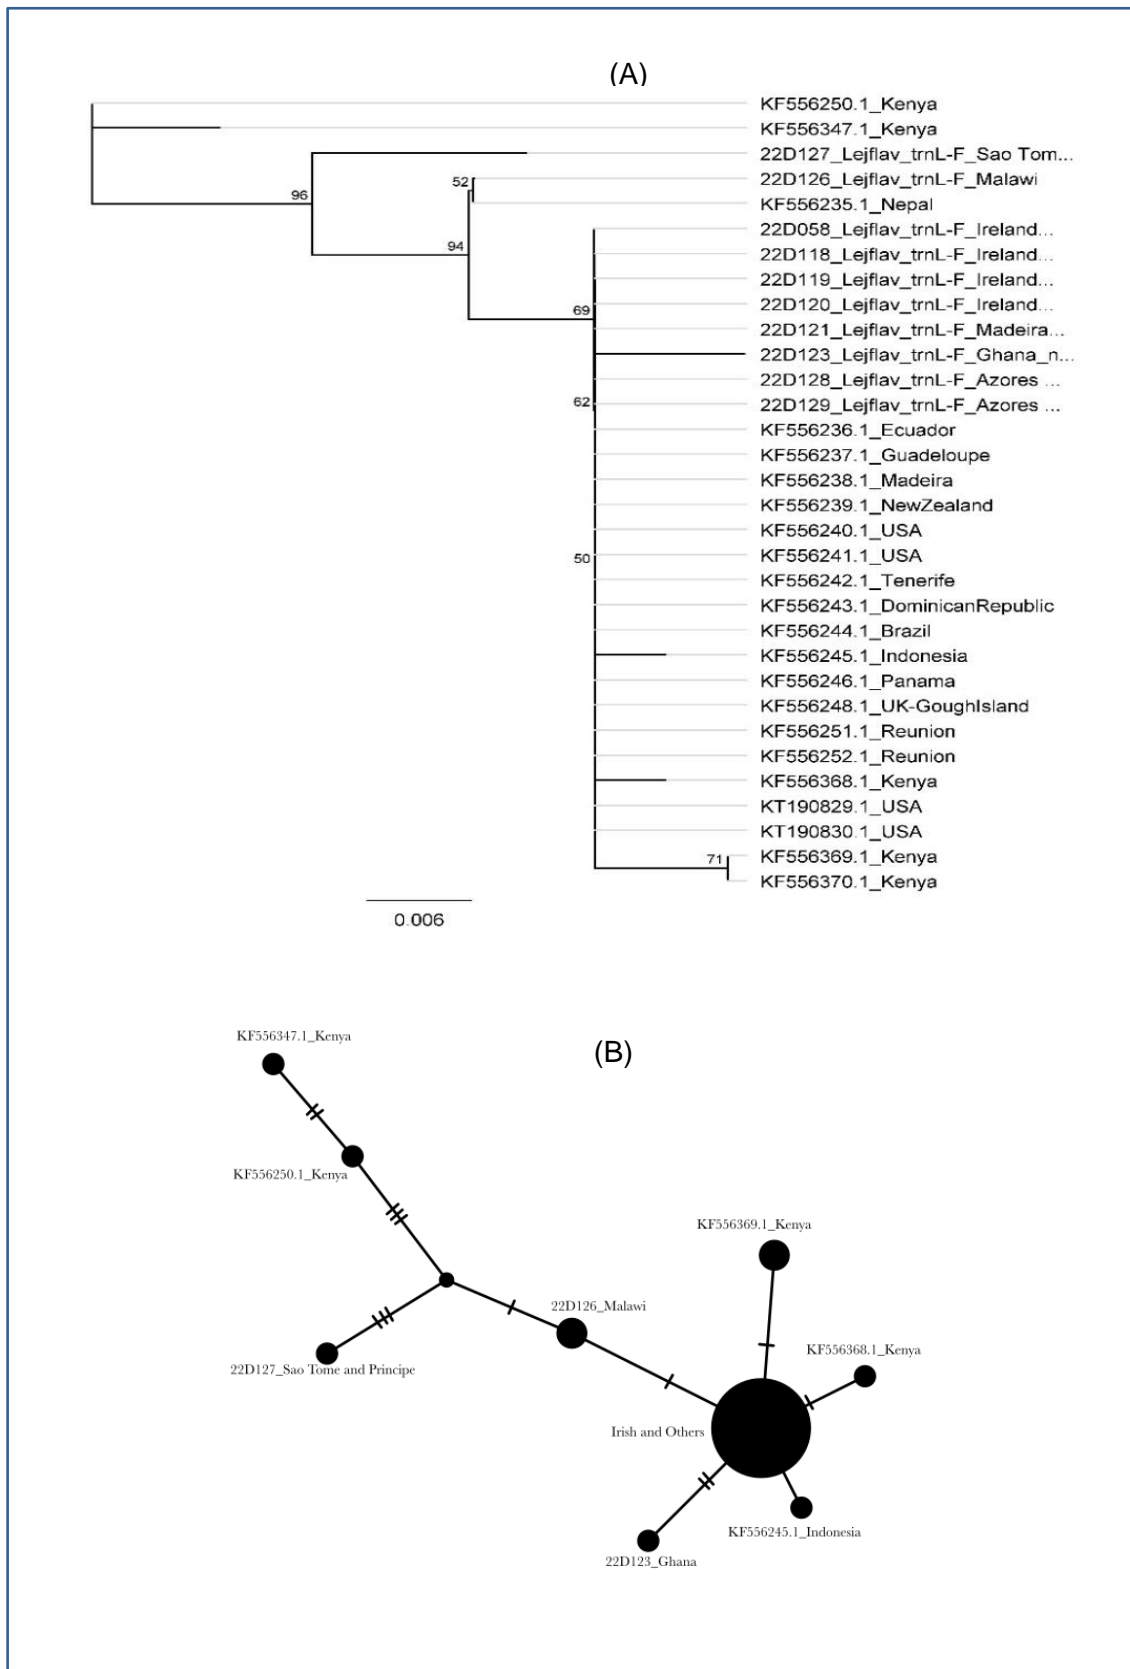 (A)
KF556250.1_Kenya
KF556347.1_Kenya
22D127_Lejflav_trnL-F_Sao Tom...
96
52
22D126_Lejflav_trnL-F_Malawi
KF556235.1_Nepal
94
22D058_Lejflav_trnL-F_Ireland...
22D118_Lejflav_trnL-F_Ireland...
22D119_Lejflav_trnL-F_Ireland...
69
22D120_Lejflav_trnL-F_Ireland...
22D121_Lejflav_trnL-F_Madeira...
22D123_Lejflav_trnL-F_Ghana_n...
22D128_Lejflav_trnL-F_Azores ...
62
22D129_Lejflav_trnL-F_Azores ...
KF556236.1_Ecuador
KF556237.1_Guadeloupe
KF556238.1_Madeira
KF556239.1_NewZealand
KF556240.1_USA
50
KF556241.1_USA
KF556242.1_Tenerife
KF556243.1_DominicanRepublic
KF556244.1_Brazil
KF556245.1_Indonesia
KF556246.1_Panama
KF556248.1_UK-GoughIsland
KF556251.1_Reunion
KF556252.1_Reunion
KF556368.1_Kenya
KT190829.1_USA
KT190830.1_USA
71
KF556369.1_Kenya
KF556370.1_Kenya
0.006
(B)
KF556347.1_Kenya
KF556250.1_Kenya
KF556369.1_Kenya
22D126_Malawi
KF556368.1_Kenya
22D127_Sao Tome and Principe
Irish and Others
KF556245.1_Indonesia
22D123_Ghana